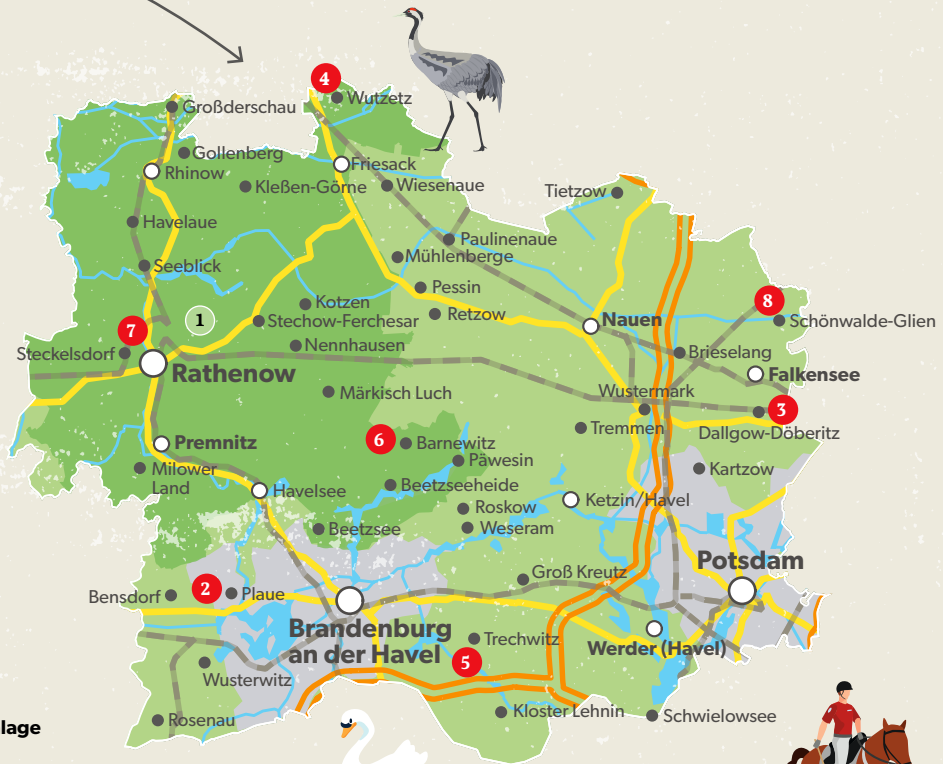 4
Wutzetz
Großderschau
Gollenberg
Friesack
Rhinow
Kleßen-Görne
Wiesenaue
Tietzow
Havelaue
Paulinenaue
Mühlenberge
Seeblick
Pessin
Kotzen
8
Retzow
1
Stechow-Ferchesar
Nauen
Schönwalde-Glien
7
Nennhausen
Steckelsdorf
Brieselang
Rathenow
Falkensee
Märkisch Luch
Wustermark
3
Tremmen
Dallgow-Döberitz
Premnitz
6
Barnewitz
Päwesin
Kartzow
Milower
Land
Beetzseeheide
Havelsee
Ketzin/Havel
Roskow
Beetzsee
Weseram
Potsdam
Groß Kreutz
2
Bensdorf
Plaue
Brandenburg
an der Havel
Trechwitz
Werder (Havel)
5
Wusterwitz
Kloster Lehnin
Schwielowsee
Rosenau
lage